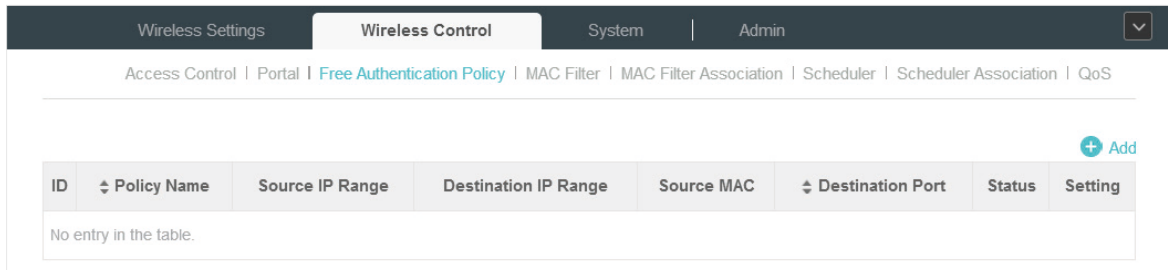 Wireless Settings Wireless Control System | Admin
Access Control | Portal | Free Authentication Policy | MAC Filter | MAC Filter Association | Scheduler | Scheduler Association | QoS
Add
ID Policy Name Source IP Range Destination IP Range Source MAC Destination Port Status Setting
No entry in the table.